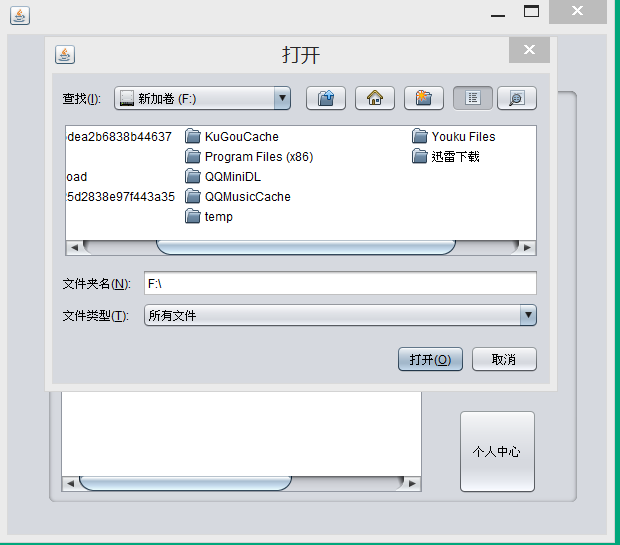 打开
查找(I):
新加卷 (F:)
dea2b6838b44637
oad
25d2838e97f443a35
KuGouCache
Program Files (x86)
QQMiniDL
QQMusicCache
temp
Youku Files
迅雷下载
文件夹名(N):
F:\
文件类型(T):
所有文件
打开(O)
取消
个人中心